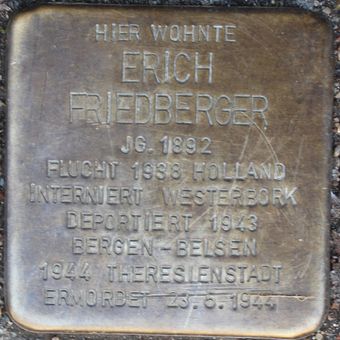 HIER WOHNTE
ERICH
FRIEDBERGER
JG. 1892
FLUCHT 1938 HOLLAND
INTERNIERT WESTERBORK
DEPORTIERT 1943
BERGEN-BELSEN
1944 THERESIENSTADT
ERMORDET 23.6.1944